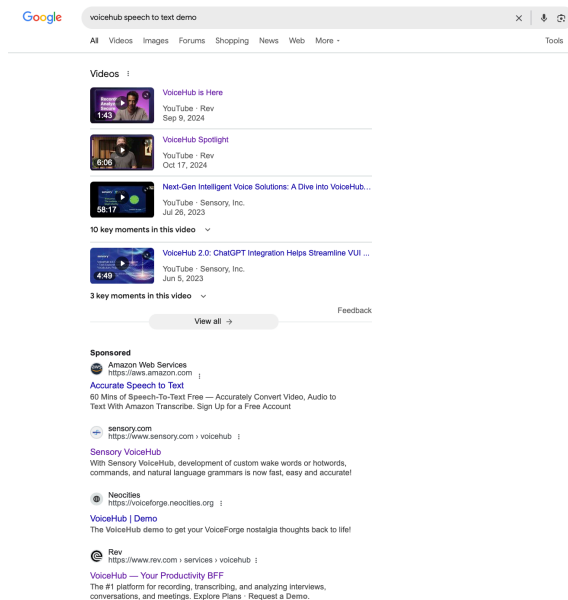 Google
voicehub speech to text demo
All Videos Images Forums Shopping News Web More Tools
Videos
1:43
VoiceHub is Here
YouTube · Rev
Sep 9, 2024
6:06
VoiceHub Spotlight
YouTube · Rev
Oct 17, 2024
58:17
Next-Gen Intelligent Voice Solutions: A Dive into VoiceHub...
YouTube · Sensory, Inc.
Jul 26, 2023
10 key moments in this video
4:49
VoiceHub 2.0: ChatGPT Integration Helps Streamline VUI ...
YouTube · Sensory, Inc.
Jun 5, 2023
3 key moments in this video
Feedback
View all →
Sponsored
Amazon Web Services
https://aws.amazon.com
Accurate Speech to Text
60 Mins of Speech-To-Text Free — Accurately Convert Video, Audio to
Text With Amazon Transcribe. Sign Up for a Free Account
sensory.com
https://www.sensory.com › voicehub
Sensory VoiceHub
With Sensory VoiceHub, development of custom wake words or hotwords,
commands, and natural language grammars is now fast, easy and accurate!
Neocities
https://voiceforge.neocities.org
VoiceHub | Demo
The VoiceHub demo to get your VoiceForge nostalgia thoughts back to life!
Rev
https://www.rev.com › services › voicehub
VoiceHub — Your Productivity BFF
The #1 platform for recording, transcribing, and analyzing interviews,
conversations, and meetings. Explore Plans · Request a Demo.